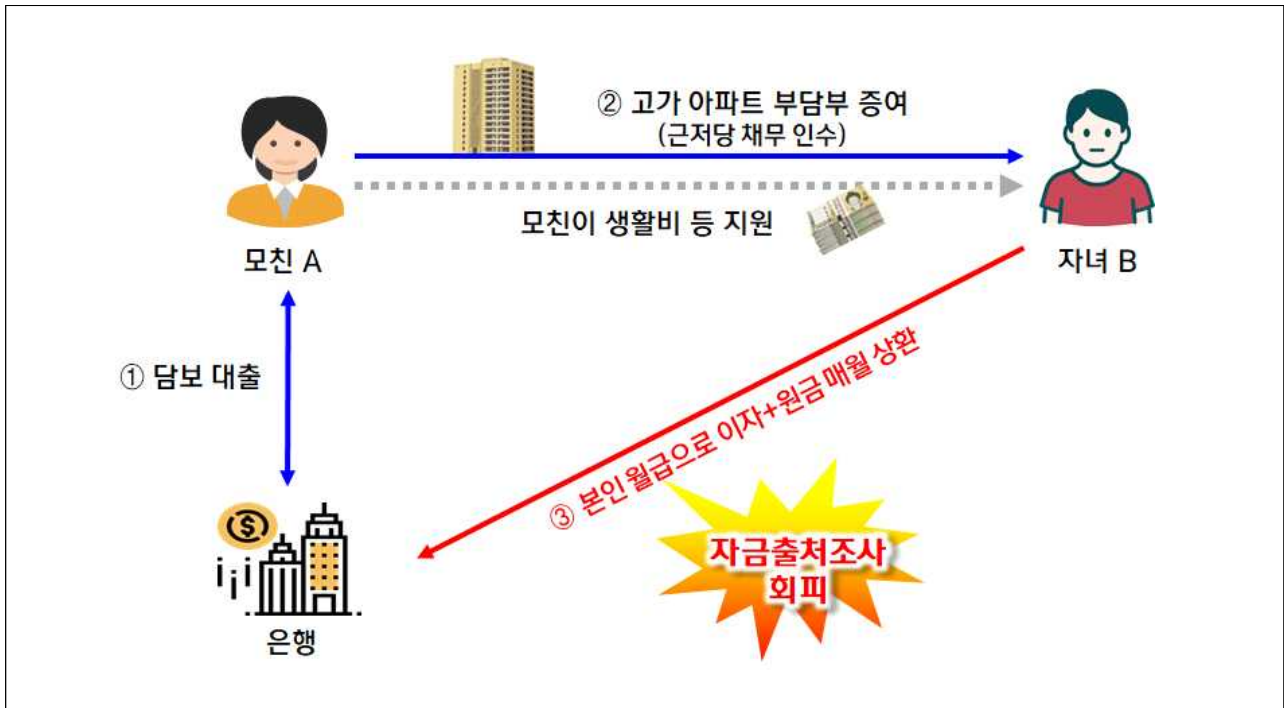 ② 고가 아파트 부담부 증여
(근저당 채무 인수)
모친이 생활비 등 지원
모친 A
자녀 B
① 담보 대출
③ 본인 월급으로 이자+원금 매월 상환
자금출처조사
회피
은행